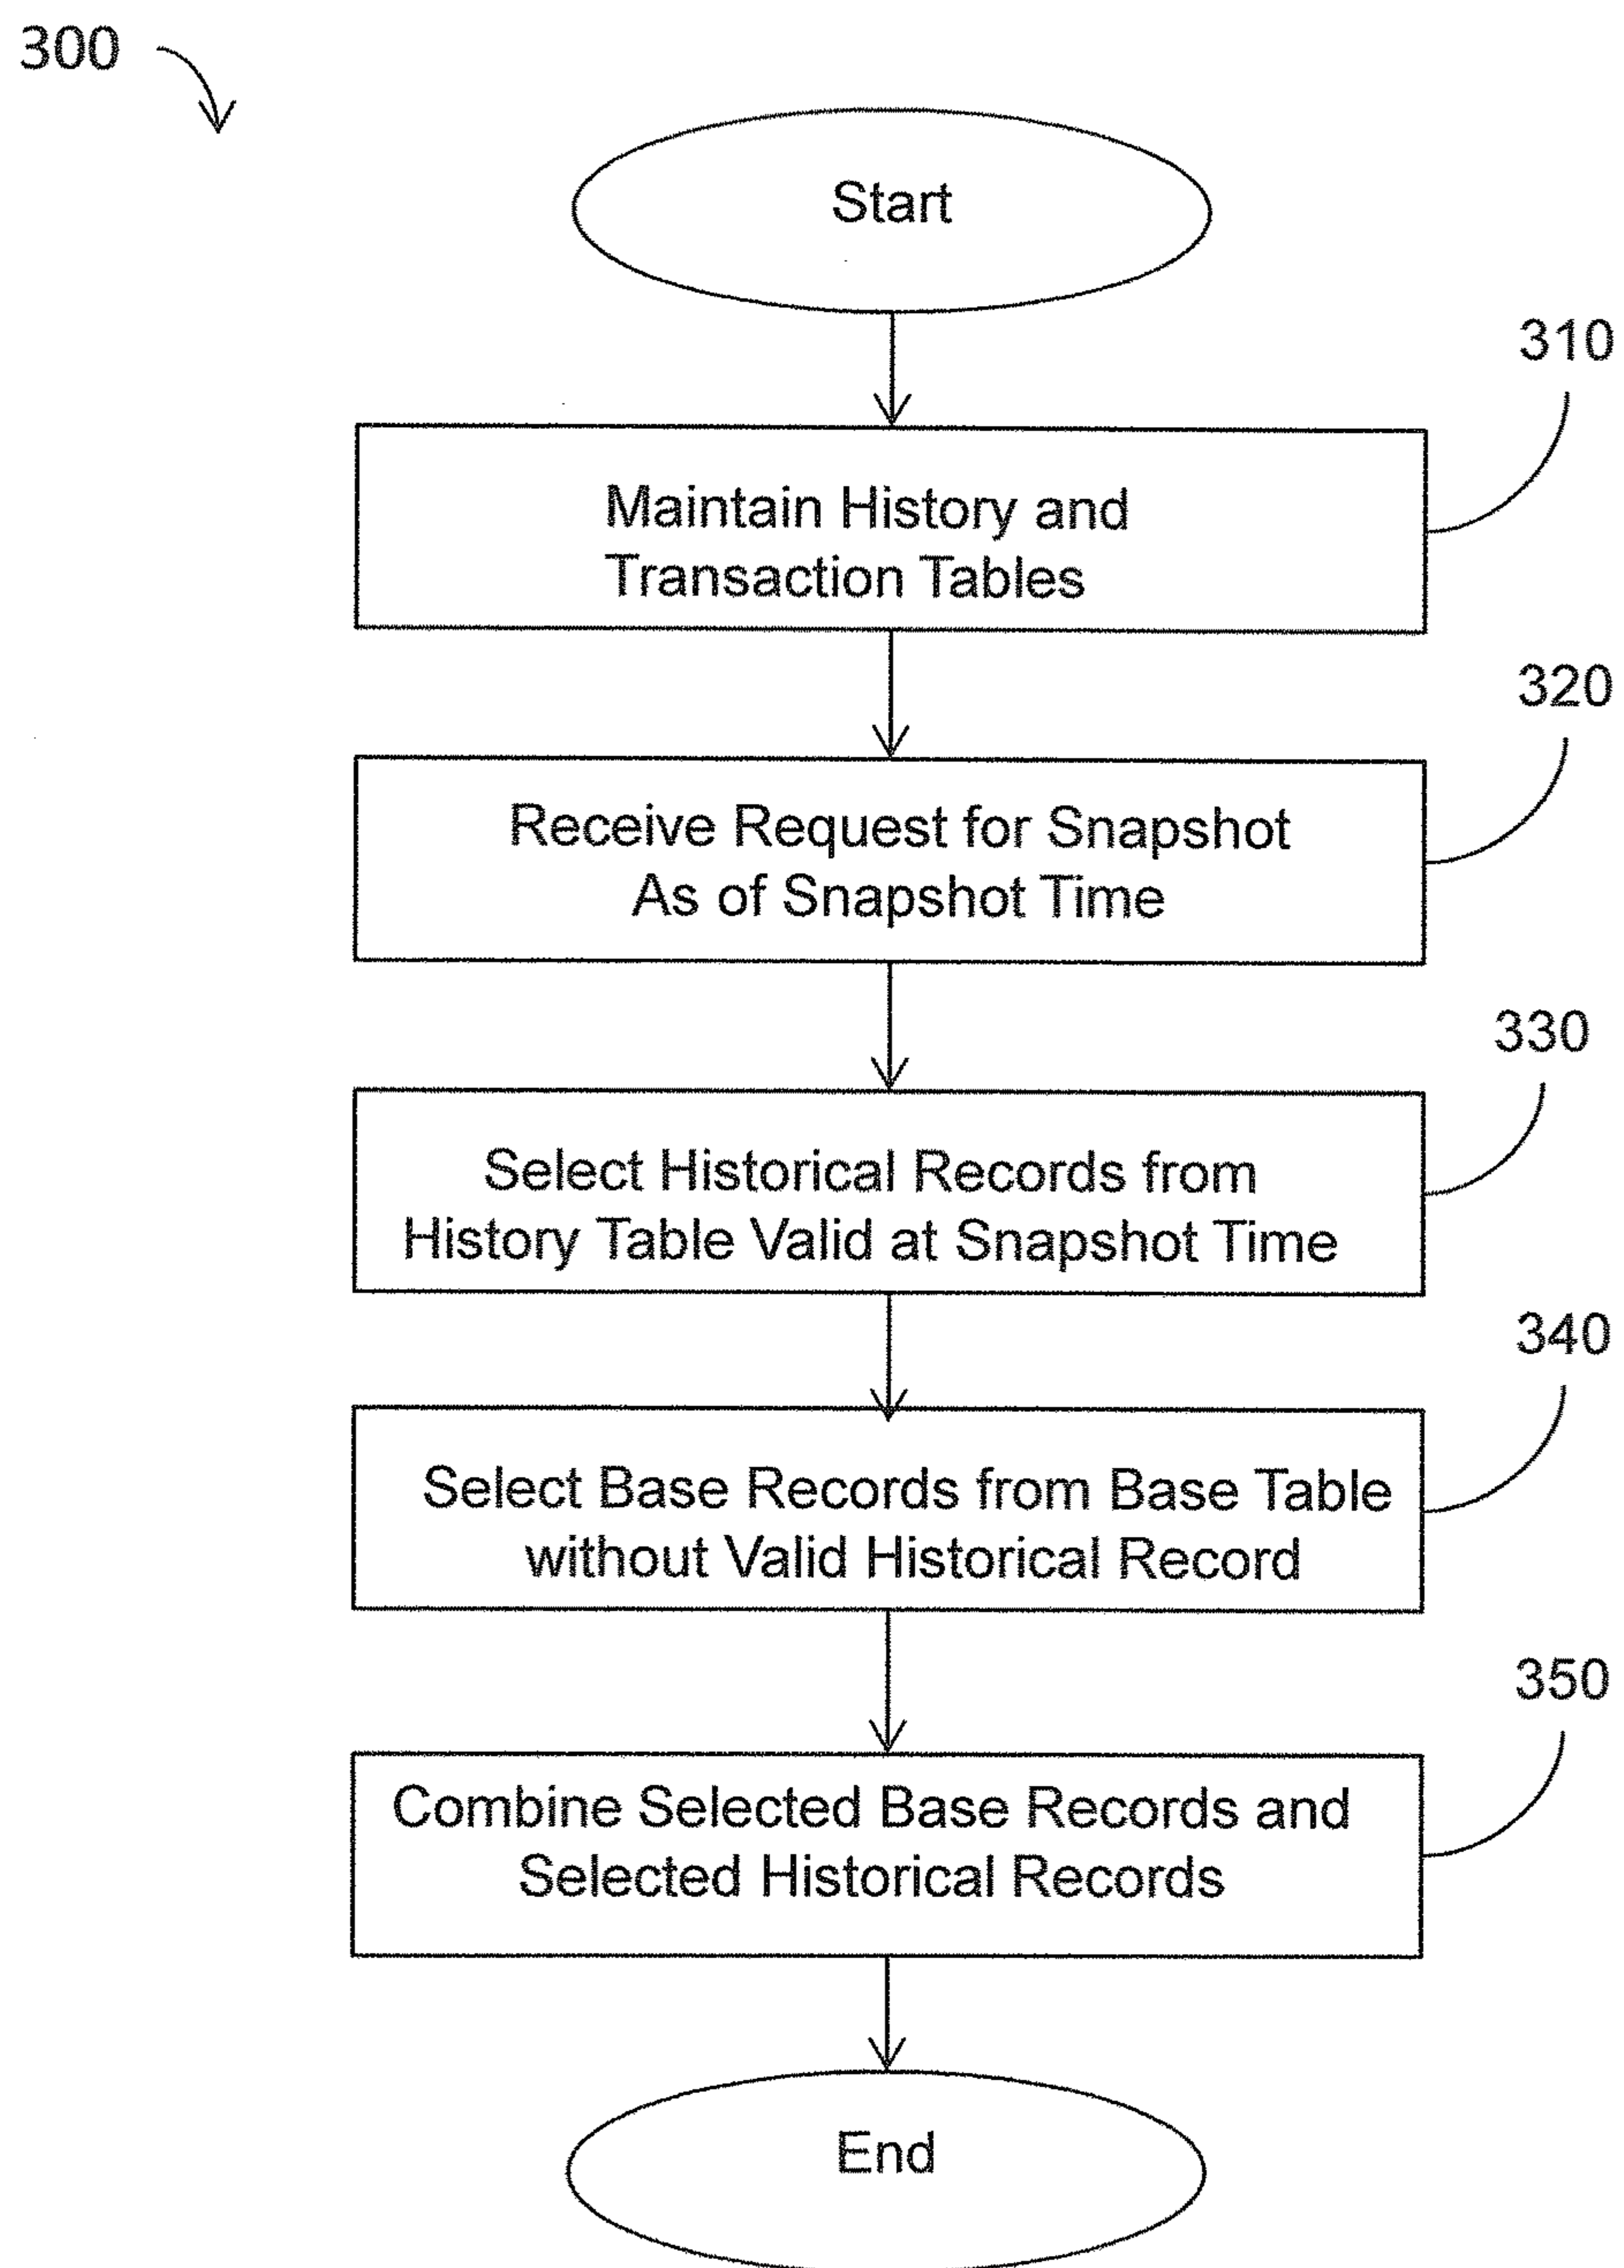 300
Start
310
Maintain History and
Transaction Tables
320
Receive Request for Snapshot
As of Snapshot Time
330
Select Historical Records from
History Table Valid at Snapshot Time
340
Select Base Records from Base Table
without Valid Historical Record
350
Combine Selected Base Records and
Selected Historical Records
End